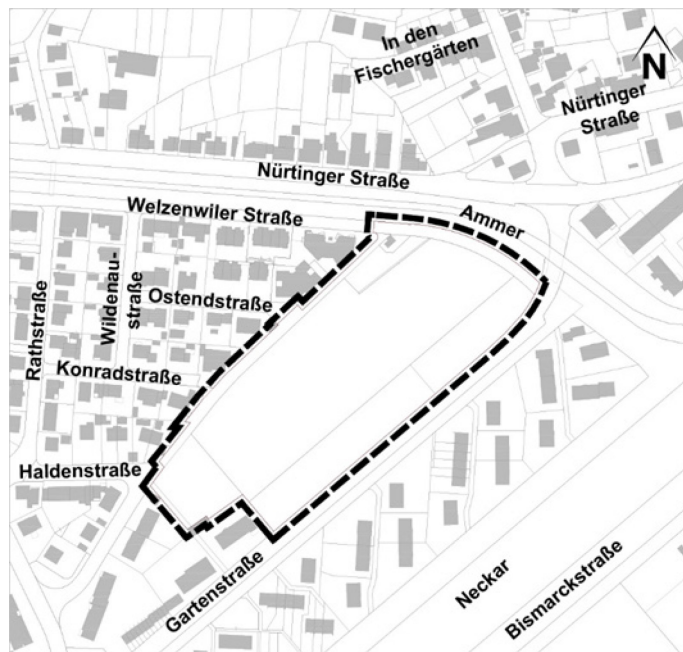 In den
Fischergärten
N
Nürtinger
Straße
Nürtinger Straße
Welzenwiler Straße
Ammer
Rathstraße
Wildenau-
straße
Ostendstraße
Konradstraße
Haldenstraße
Gartenstraße
Neckar
Bismarckstraße